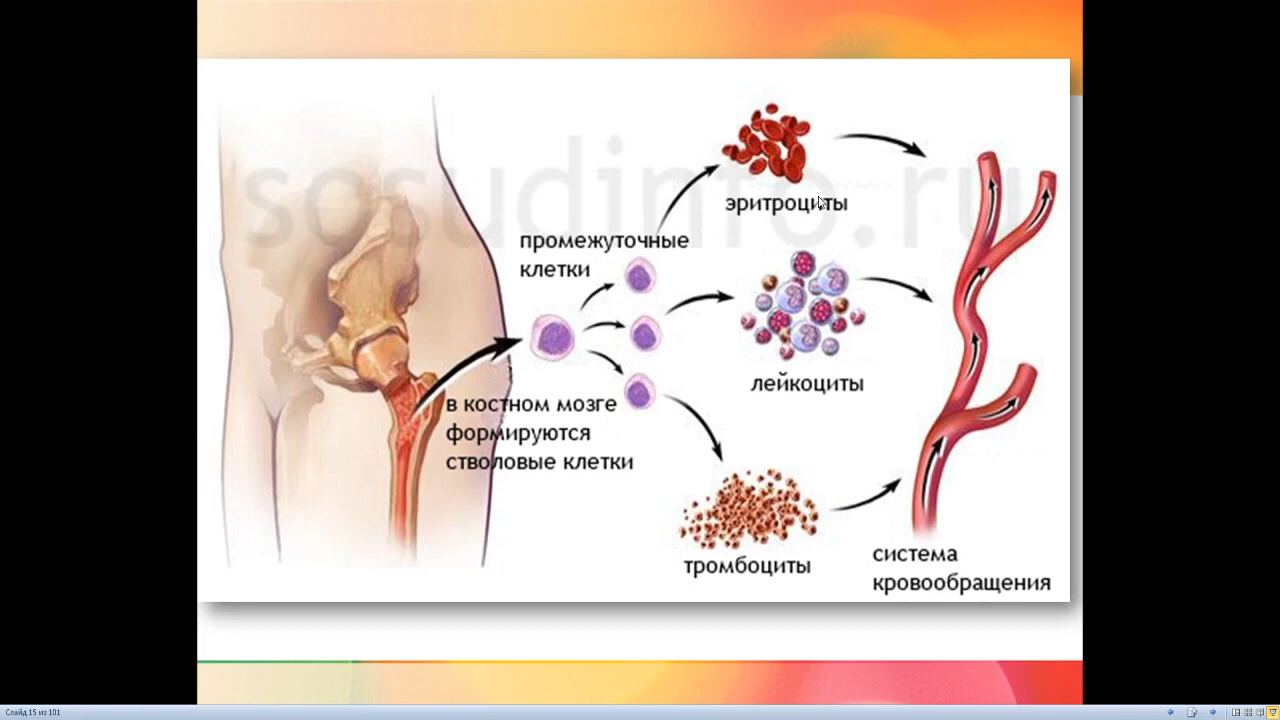 sosudinfo.ru
эритроциты
промежуточные
клетки
лейкоциты
в костном мозге
формируются
стволовые клетки
тромбоциты
система
кровообращения
Слайд 15 из 101